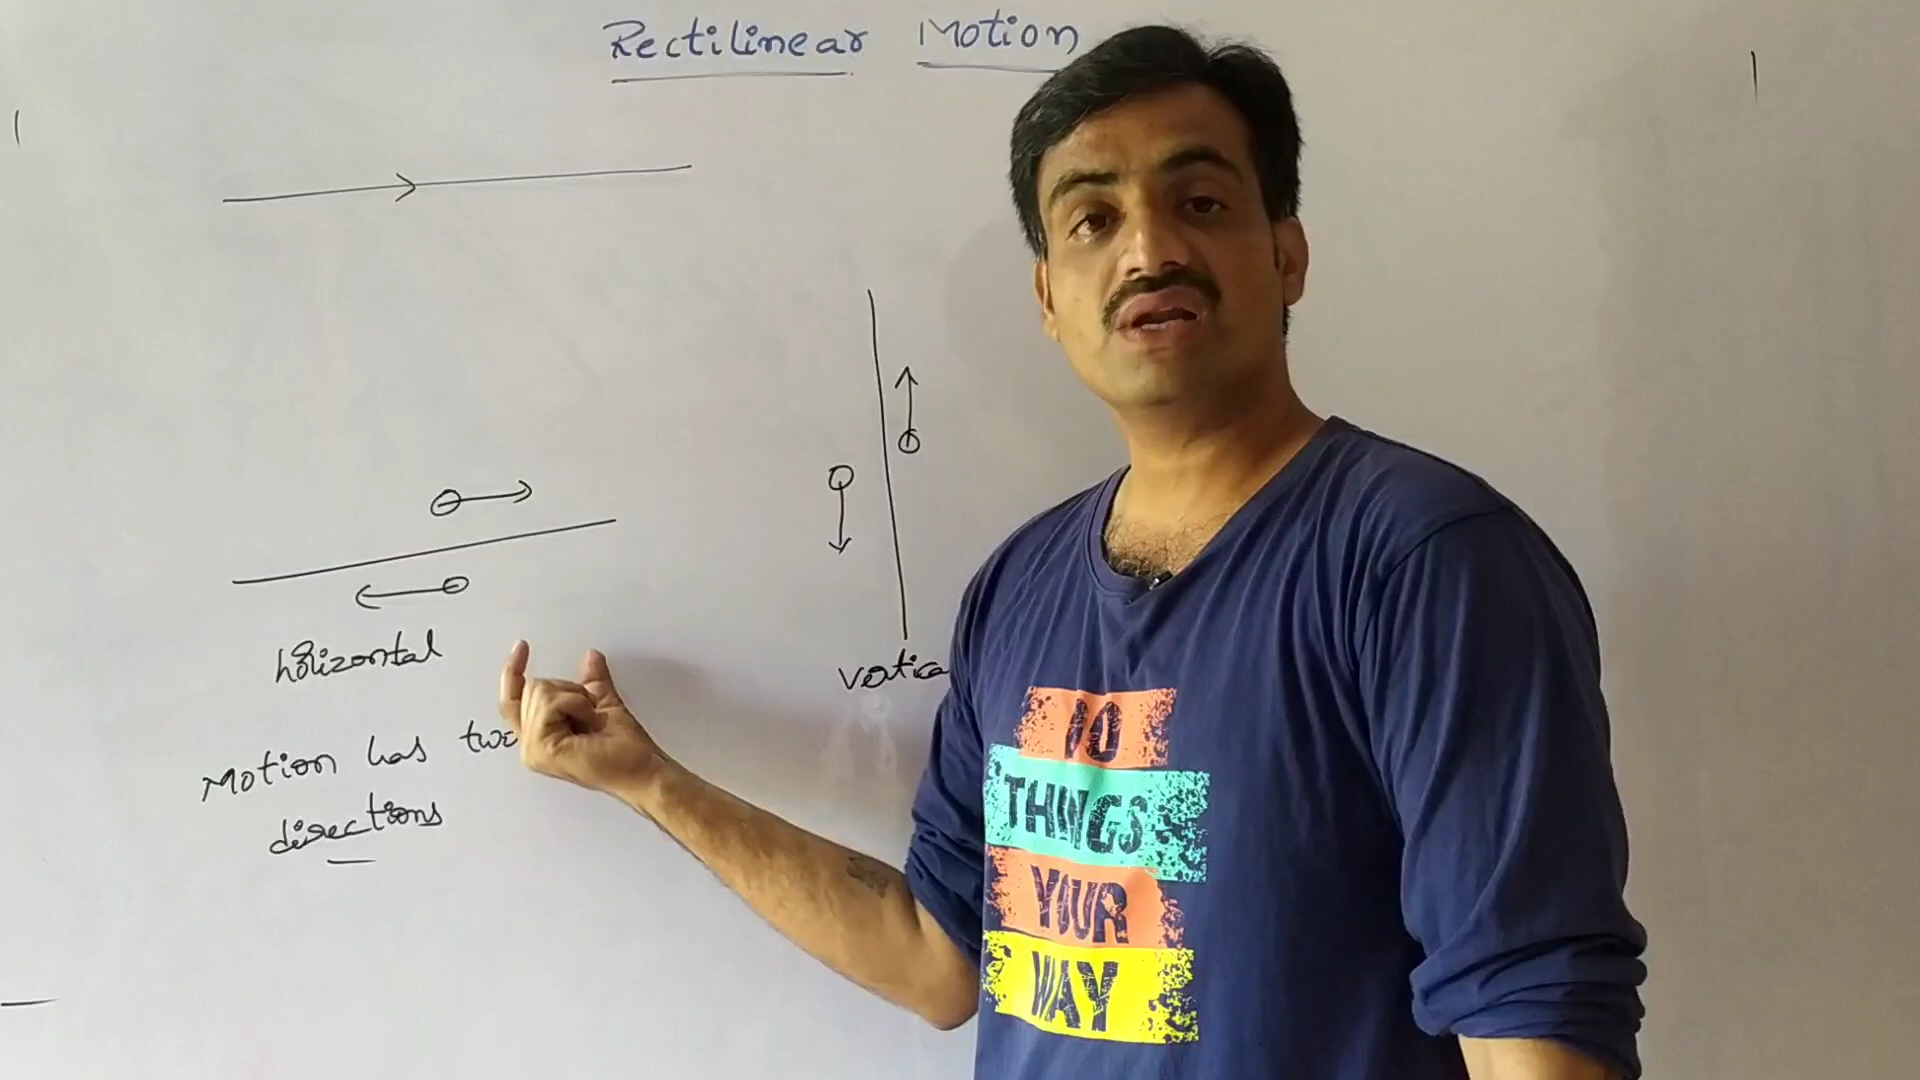 Rectilinear Motion
horizontal
Vertica
Motion has two
directions
DO
THINGS
YOUR
WAY